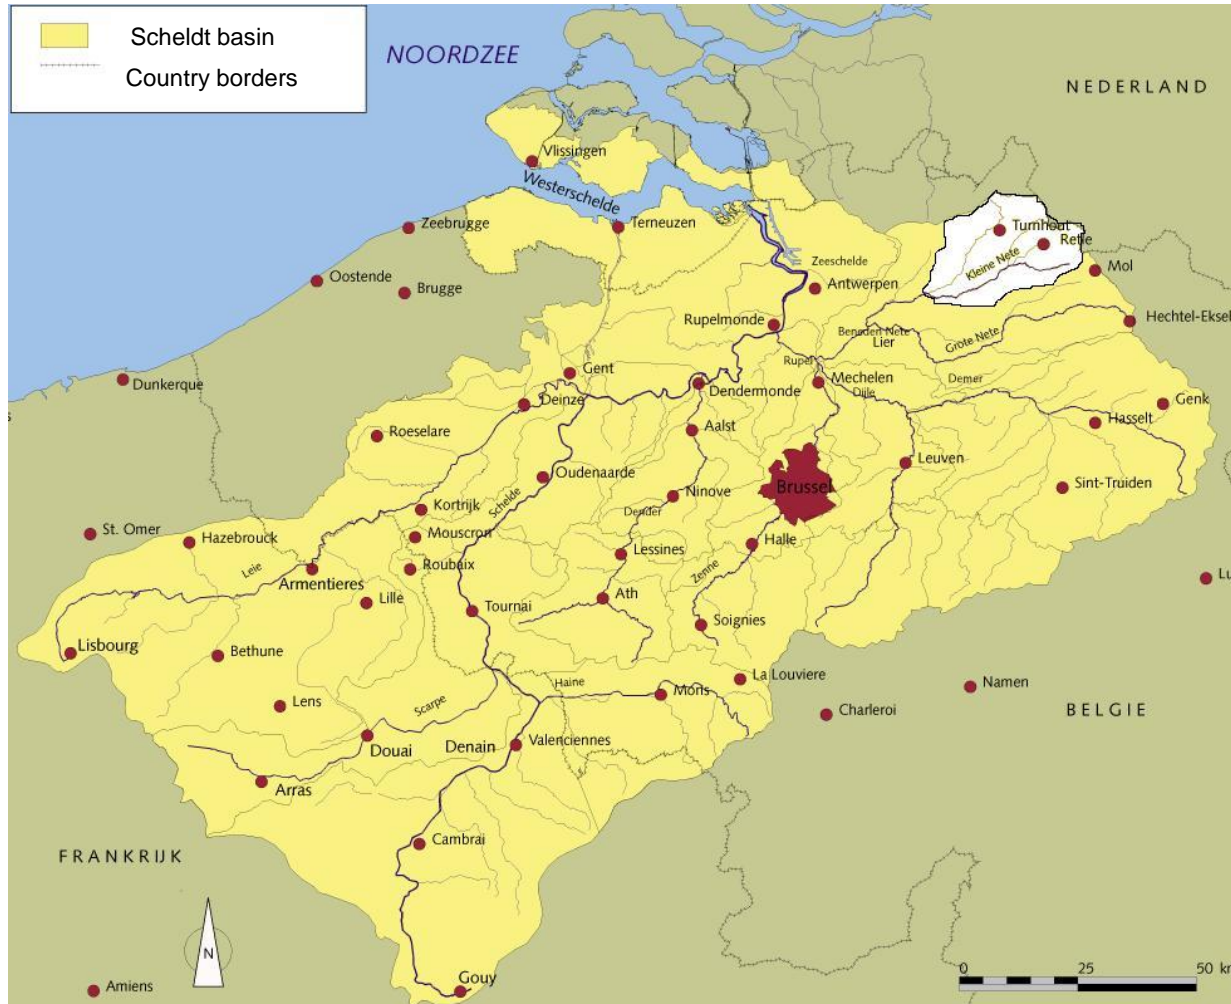 Scheldt basin
Country borders
NOORDZEE
NEDERLAND
Vlissingen
Westerschelde
Zeebrugge
Terneuzen
Turnhout
Retie
Kleine Nete
Mol
Zeeschelde
Oostende
Brugge
Antwerpen
Rupelmonde
Beneden Nete
Lier
Grote Nete
Hechtel-Eksel
Rupel
Dunkerque
Gent
Dendermonde
Mechelen
Dijle
Demer
Deinze
Genk
Roeselare
Aalst
Hasselt
Leuven
Oudenaarde
Schelde
Ninove
Brussel
Sint-Truiden
Kortrijk
Dender
St. Omer
Hazebrouck
Mouscron
Halle
Lessines
Leie
Armentieres
Roubaix
Zenne
Lille
Ath
Tournai
Soignies
Lisbourg
Bethune
Haine
La Louviere
Mons
Namen
Lens
Scarpe
Charleroi
BELGIE
Douai
Denain
Valenciennes
Arras
Cambrai
FRANKRIJK
N
Gouy
Amiens
0 25 50